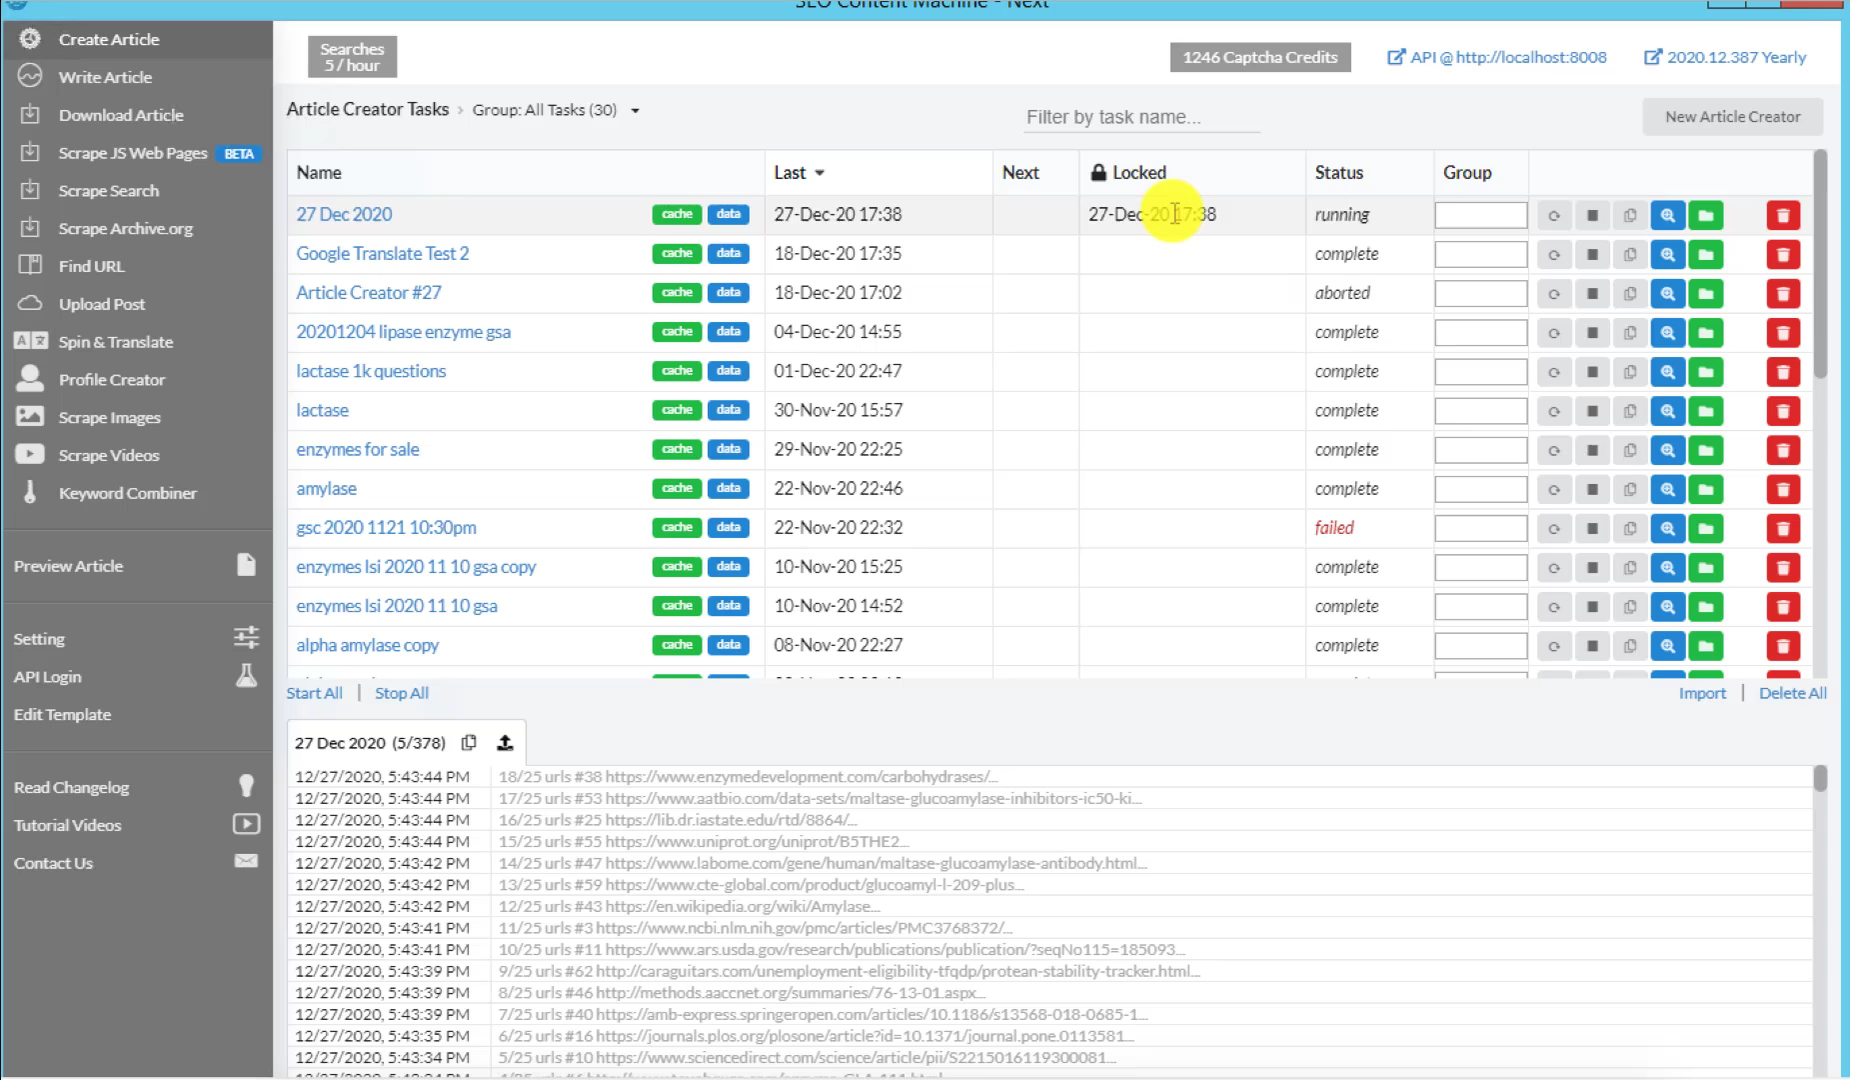 SEO Content Machine - Next
Create Article
Write Article
Download Article
Scrape JS Web Pages BETA
Scrape Search
Scrape Archive.org
Find URL
Upload Post
Spin & Translate
Profile Creator
Scrape Images
Scrape Videos
Keyword Combiner
Preview Article
Setting
API Login
Edit Template
Read Changelog
Tutorial Videos
Contact Us
Searches
5 / hour
1246 Captcha Credits
API @ http://localhost:8008
2020.12.387 Yearly
Article Creator Tasks › Group: All Tasks (30)
Filter by task name...
New Article Creator
Name Last Next Locked Status Group
27 Dec 2020 cache data 27-Dec-20 17:38 27-Dec-20 17:38 running
Google Translate Test 2 cache data 18-Dec-20 17:35 complete
Article Creator #27 cache data 18-Dec-20 17:02 aborted
20201204 lipase enzyme gsa cache data 04-Dec-20 14:55 complete
lactase 1k questions cache data 01-Dec-20 22:47 complete
lactase cache data 30-Nov-20 15:57 complete
enzymes for sale cache data 29-Nov-20 22:25 complete
amylase cache data 22-Nov-20 22:46 complete
gsc 2020 1121 10:30pm cache data 22-Nov-20 22:32 failed
enzymes lsi 2020 11 10 gsa copy cache data 10-Nov-20 15:25 complete
enzymes lsi 2020 11 10 gsa cache data 10-Nov-20 14:52 complete
alpha amylase copy cache data 08-Nov-20 22:27 complete
Start All | Stop All
Import | Delete All
27 Dec 2020 (5/378)
12/27/2020, 5:43:44 PM 18/25 urls #38 https://www.enzymedevelopment.com/carbohydrases/...
12/27/2020, 5:43:44 PM 17/25 urls #53 https://www.aatbio.com/data-sets/maltase-glucoamylase-inhibitors-ic50-ki...
12/27/2020, 5:43:44 PM 16/25 urls #25 https://lib.dr.iastate.edu/rtd/8864/...
12/27/2020, 5:43:44 PM 15/25 urls #55 https://www.uniprot.org/uniprot/B5THE2...
12/27/2020, 5:43:42 PM 14/25 urls #47 https://www.labome.com/gene/human/maltase-glucoamylase-antibody.html...
12/27/2020, 5:43:42 PM 13/25 urls #59 https://www.cte-global.com/product/glucoamyl-l-209-plus...
12/27/2020, 5:43:42 PM 12/25 urls #43 https://en.wikipedia.org/wiki/Amylase...
12/27/2020, 5:43:41 PM 11/25 urls #3 https://www.ncbi.nlm.nih.gov/pmc/articles/PMC3768372/...
12/27/2020, 5:43:41 PM 10/25 urls #11 https://www.ars.usda.gov/research/publications/publication/?seqNo115=185093...
12/27/2020, 5:43:39 PM 9/25 urls #62 http://caraguitars.com/unemployment-eligibility-tfqdp/protean-stability-tracker.html...
12/27/2020, 5:43:39 PM 8/25 urls #46 http://methods.aaccnet.org/summaries/76-13-01.aspx...
12/27/2020, 5:43:39 PM 7/25 urls #40 https://amb-express.springeropen.com/articles/10.1186/s13568-018-0685-1...
12/27/2020, 5:43:35 PM 6/25 urls #16 https://journals.plos.org/plosone/article?id=10.1371/journal.pone.0113581...
12/27/2020, 5:43:34 PM 5/25 urls #10 https://www.sciencedirect.com/science/article/pii/S2215016119300081...